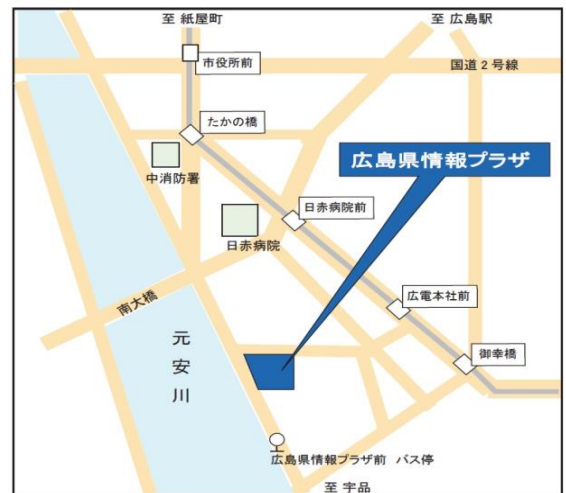 至 紙屋町
至 広島駅
市役所前
国道2号線
たかの橋
広島県情報プラザ
中消防署
日赤病院前
日赤病院
広電本社前
南大橋
元安川
御幸橋
広島県情報プラザ前 バス停
至 宇品